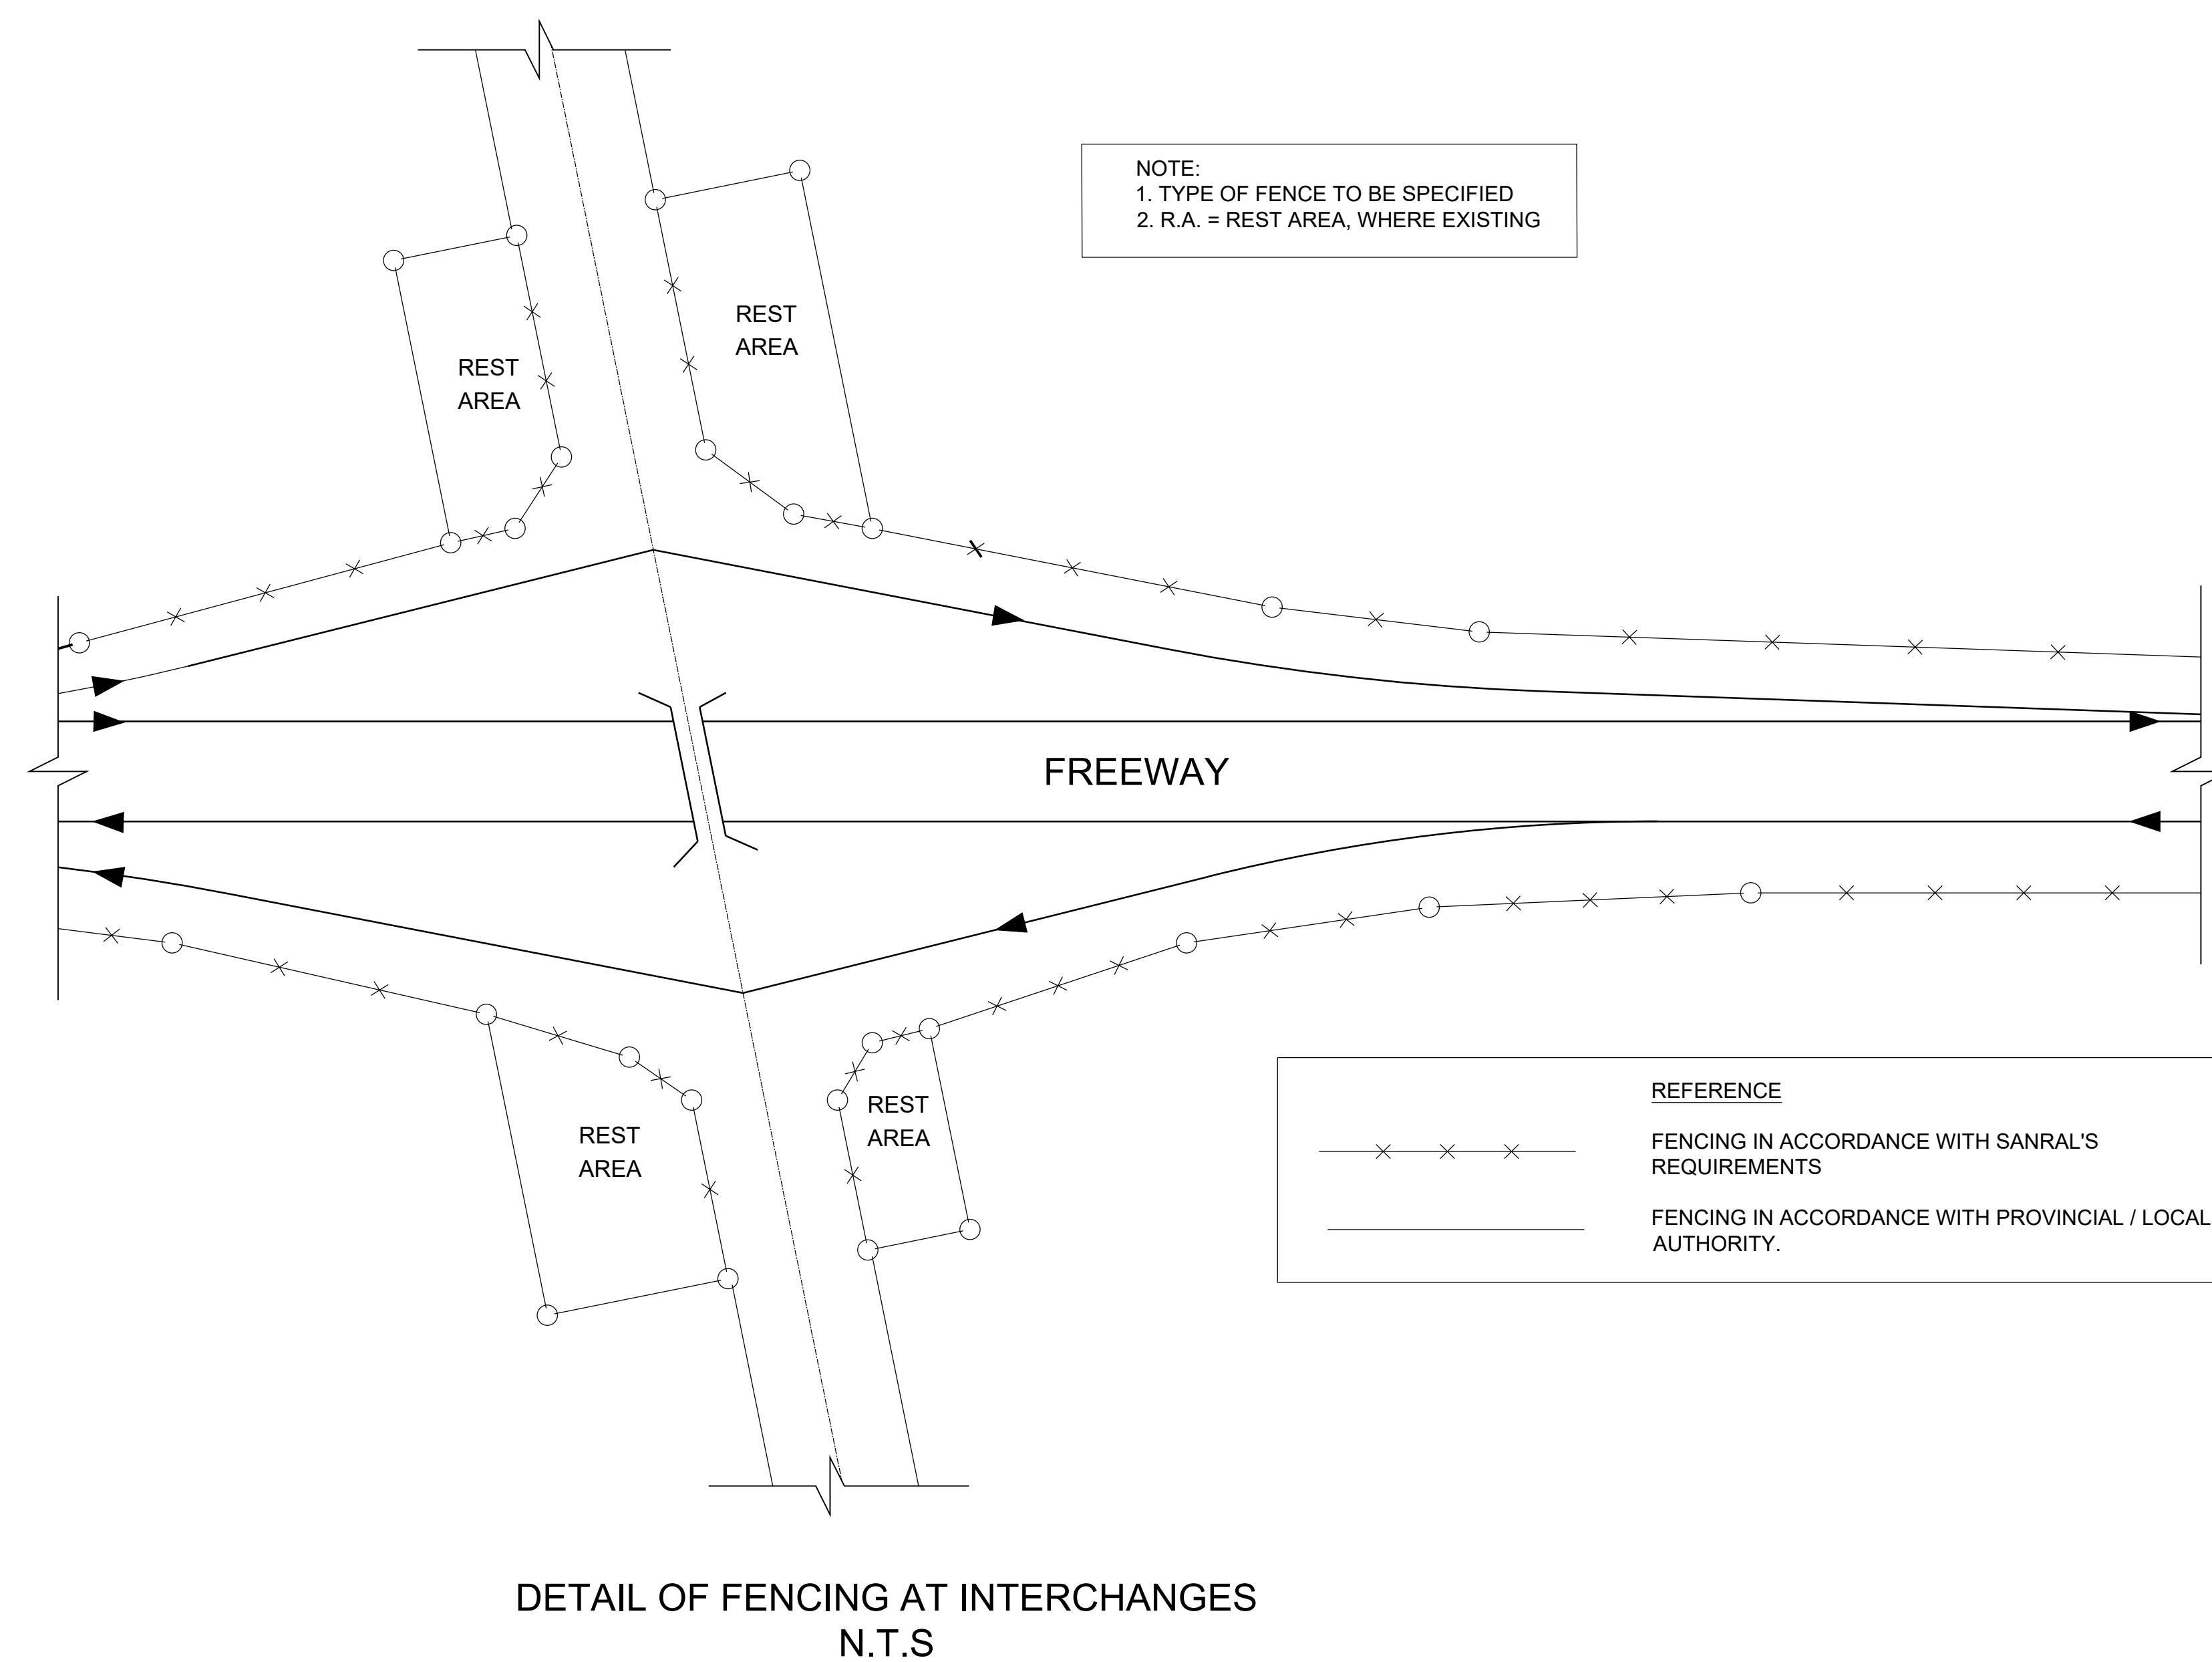 NOTE:
1. TYPE OF FENCE TO BE SPECIFIED
2. R.A. = REST AREA, WHERE EXISTING
REST
AREA
REST
AREA
FREEWAY
REST
AREA
REST
AREA
REFERENCE
FENCING IN ACCORDANCE WITH SANRAL'S
REQUIREMENTS
FENCING IN ACCORDANCE WITH PROVINCIAL / LOCAL
AUTHORITY.
DETAIL OF FENCING AT INTERCHANGES
N.T.S